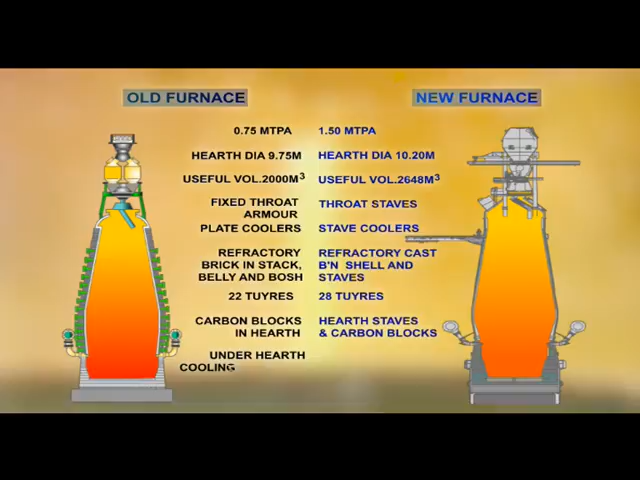 OLD FURNACE
NEW FURNACE
0.75 MTPA
1.50 MTPA
HEARTH DIA 9.75M
HEARTH DIA 10.20M
USEFUL VOL.2000M³
USEFUL VOL.2648M³
FIXED THROAT
ARMOUR
THROAT STAVES
PLATE COOLERS
STAVE COOLERS
REFRACTORY
BRICK IN STACK,
BELLY AND BOSH
REFRACTORY CAST
B'N SHELL AND
STAVES
22 TUYRES
28 TUYRES
CARBON BLOCKS
IN HEARTH
HEARTH STAVES
& CARBON BLOCKS
UNDER HEARTH
COOLING